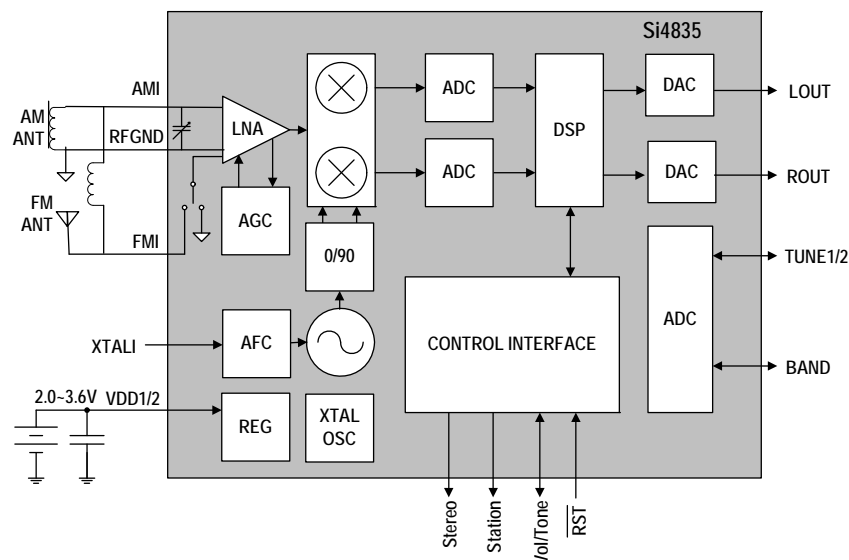 Si4835
AMI
AM
ANT
RFGND
LNA
ADC
DSP
DAC
LOUT
ADC
DAC
ROUT
FM
ANT
FMI
AGC
0/90
ADC
TUNE1/2
BAND
XTALI
AFC
CONTROL INTERFACE
2.0~3.6V
VDD1/2
REG
XTAL
OSC
Stereo
Station
Vol/Tone
RST